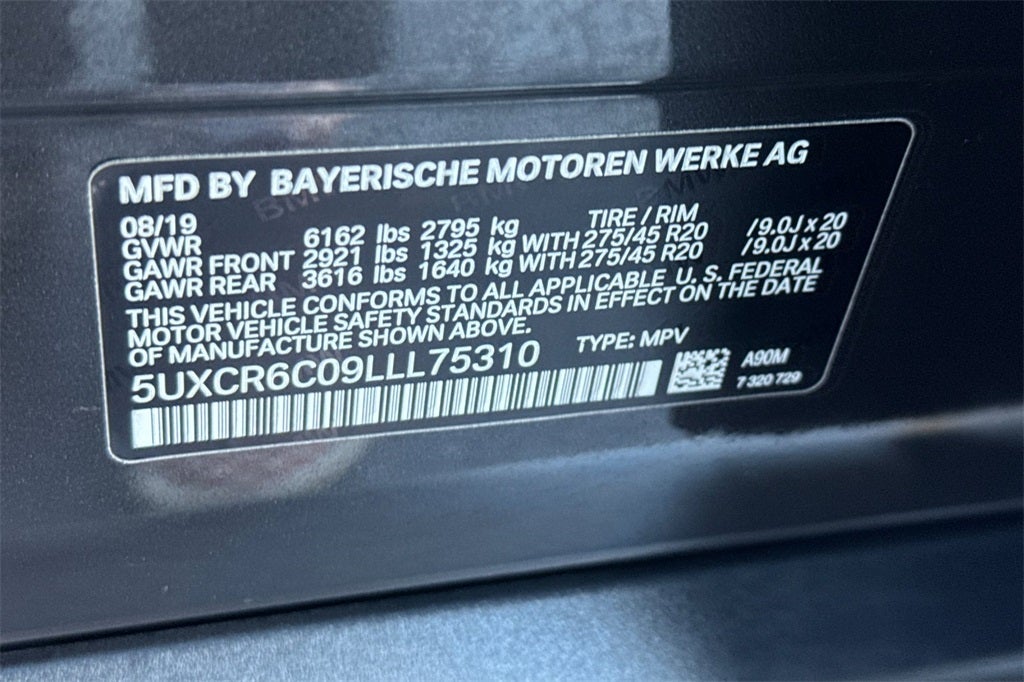 MFD BY BAYERISCHE MOTOREN WERKE AG
08/19 TIRE / RIM
GVWR 6162 lbs 2795 kg
GAWR FRONT 2921 lbs 1325 kg WITH 275/45 R20 /9.0J x 20
GAWR REAR 3616 lbs 1640 kg WITH 275/45 R20 /9.0J x 20
THIS VEHICLE CONFORMS TO ALL APPLICABLE U.S. FEDERAL
MOTOR VEHICLE SAFETY STANDARDS IN EFFECT ON THE DATE
OF MANUFACTURE SHOWN ABOVE.
5UXCR6C09LLL75310 TYPE: MPV
A90M
7 320 729